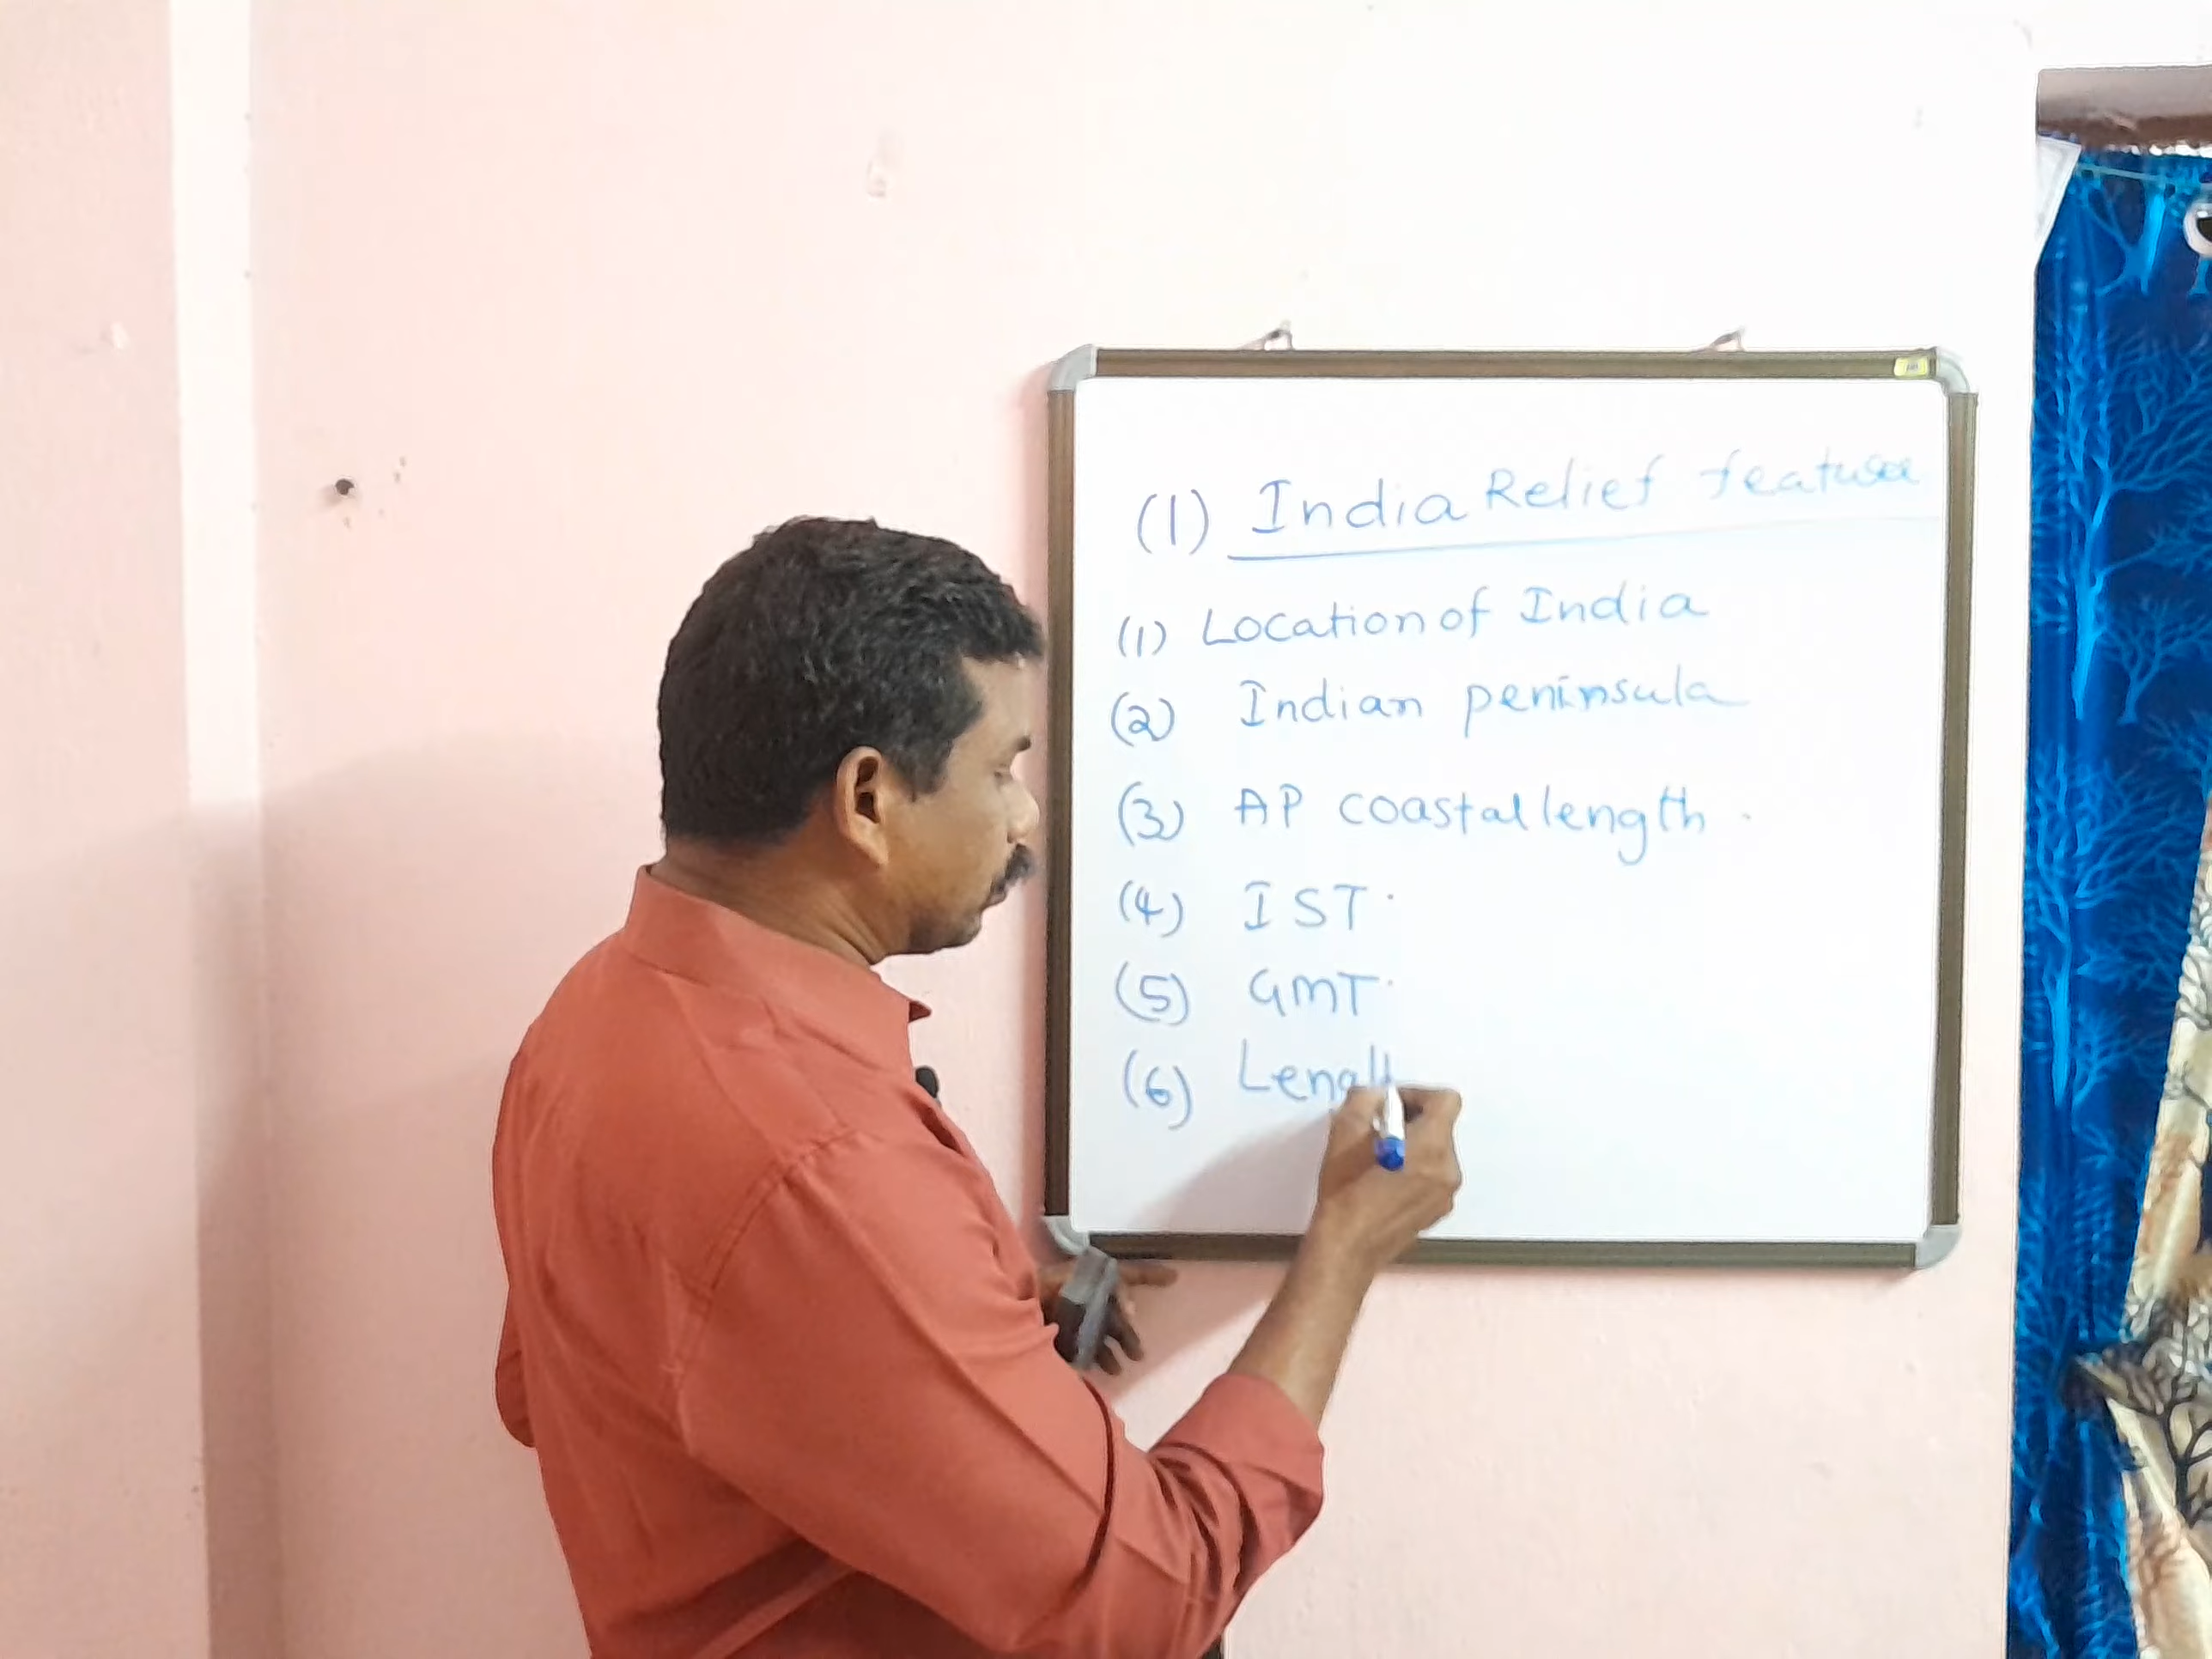 (1) India Relief features
(1) Location of India
(2) Indian peninsula
(3) AP coastal length .
(4) IST .
(5) GMT .
(6) Length